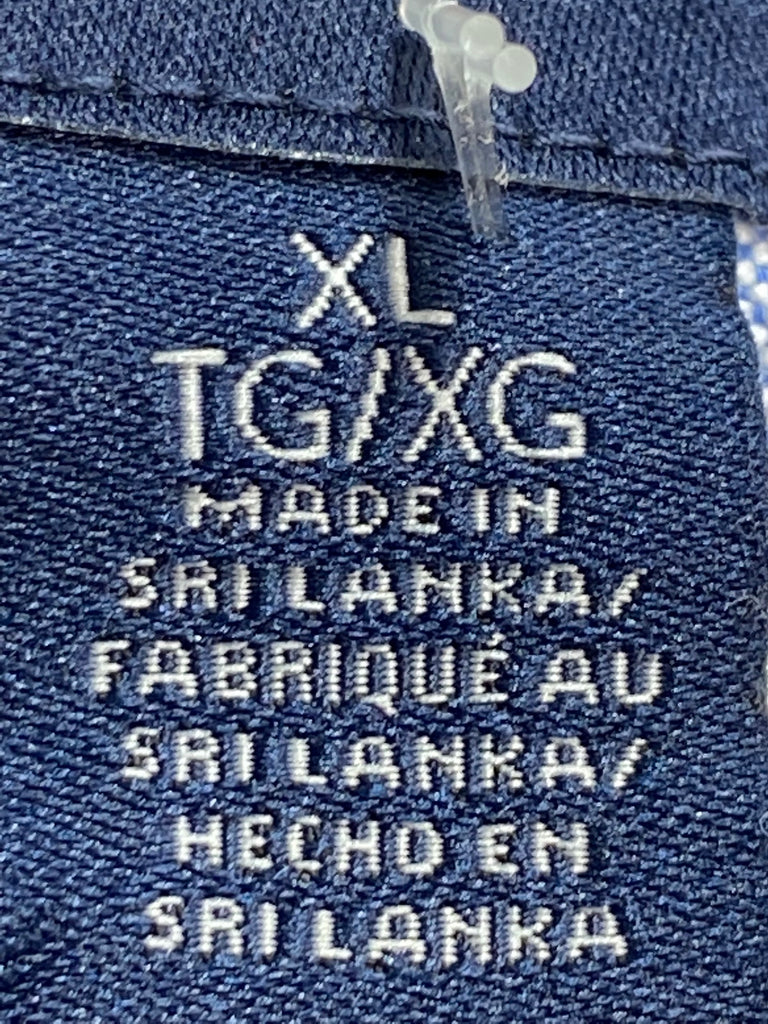 XL
TG/XG
MADE IN
SRI LANKA/
FABRIQUÉ AU
SRI LANKA/
HECHO EN
SRI LANKA